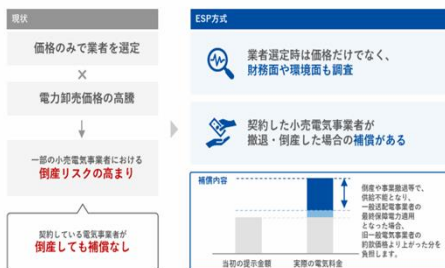 現状
価格のみで業者を選定
×
電力卸売価格の高騰
一部の小売電気事業者における
倒産リスクの高まり
契約している電気事業者が
倒産しても補償なし
ESP方式
業者選定時は価格だけでなく、
財務面や環境面も調査
契約した小売電気事業者が
撤退・倒産した場合の補償がある
補償内容
倒産や事業撤退等で、
供給不能となり、
一般送配電事業者の
最終保障電力適用
となった場合、
旧一般電気事業者の
約款価格より上がった分を
負担します。
当初の提示金額
実際の電気料金